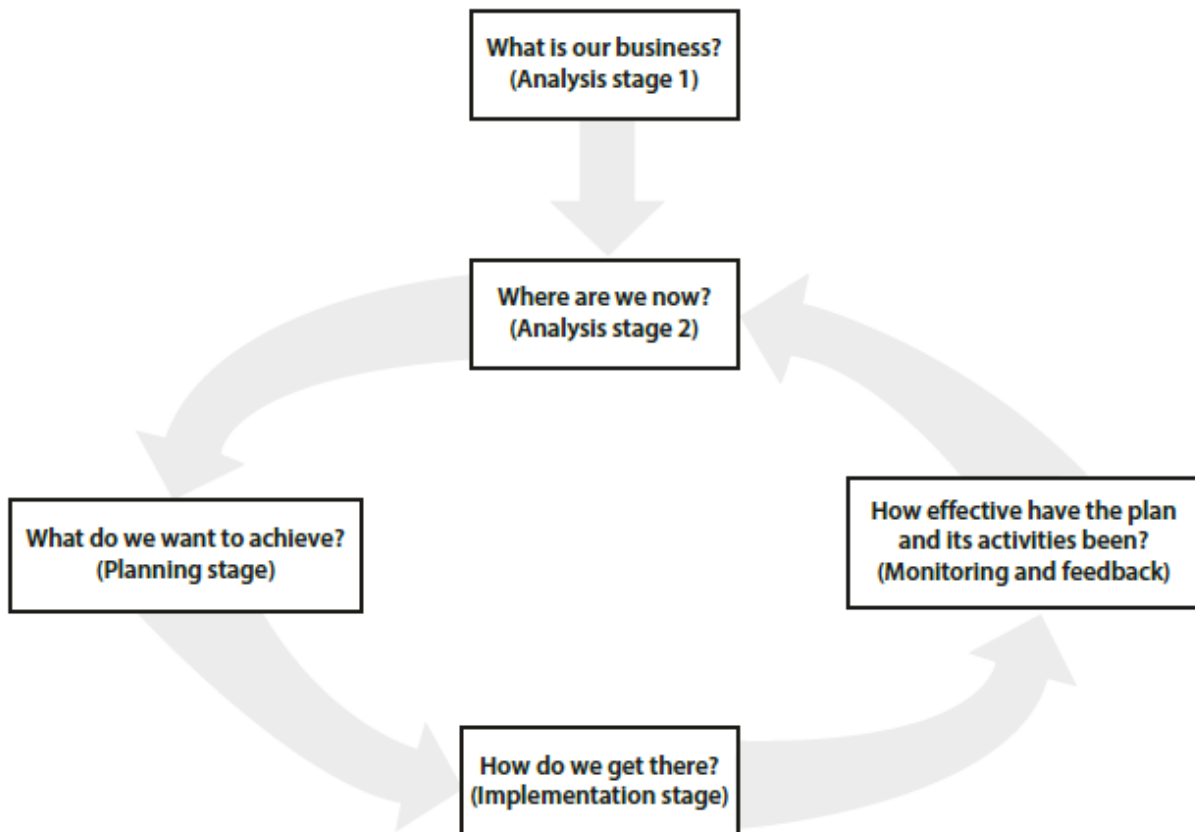 What is our business?
(Analysis stage 1)
Where are we now?
(Analysis stage 2)
What do we want to achieve?
(Planning stage)
How effective have the plan
and its activities been?
(Monitoring and feedback)
How do we get there?
(Implementation stage)